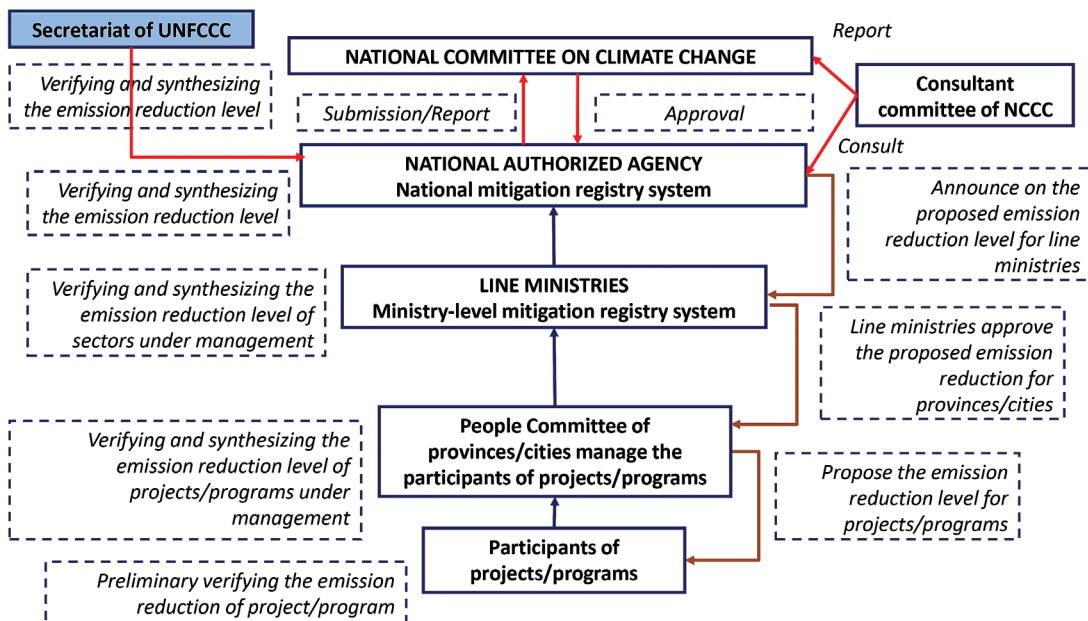 Secretariat of UNFCCC
Verifying and synthesizing
the emission reduction level
NATIONAL COMMITTEE ON CLIMATE CHANGE
Report
Consultant
committee of NCCC
Submission/Report
Approval
Consult
NATIONAL AUTHORIZED AGENCY
National mitigation registry system
Verifying and synthesizing
the emission reduction level
Announce on the
proposed emission
reduction level for line
ministries
LINE MINISTRIES
Ministry-level mitigation registry system
Verifying and synthesizing the
emission reduction level of
sectors under management
Line ministries approve
the proposed emission
reduction for
provinces/cities
People Committee of
provinces/cities manage the
participants of projects/programs
Verifying and synthesizing the
emission reduction level of
projects/programs under
management
Propose the emission
reduction level for
projects/programs
Participants of
projects/programs
Preliminary verifying the emission
reduction of project/program